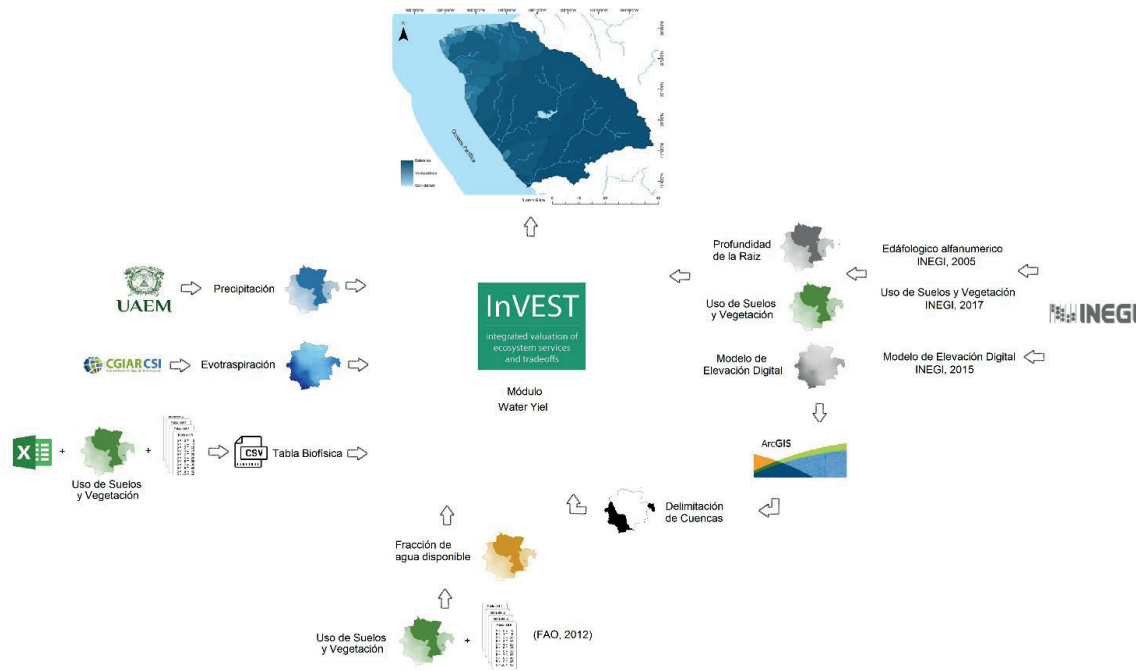 N
Océano Pacífico
UAEM
Precipitación
CGIAR CSI
Evotraspiración
Uso de Suelos
y Vegetación
CSV
Tabla Biofísica
InVEST
integrated valuation of
ecosystem services
and tradeoffs
Módulo
Water Yiel
Profundidad
de la Raiz
Edáfologico alfanumerico
INEGI, 2005
Uso de Suelos
y Vegetación
Uso de Suelos y Vegetación
INEGI, 2017
INEGI
Modelo de
Elevación Digital
Modelo de Elevación Digital
INEGI, 2015
ArcGIS
Delimitación
de Cuencas
Fracción de
agua disponible
Uso de Suelos
y Vegetación
(FAO, 2012)